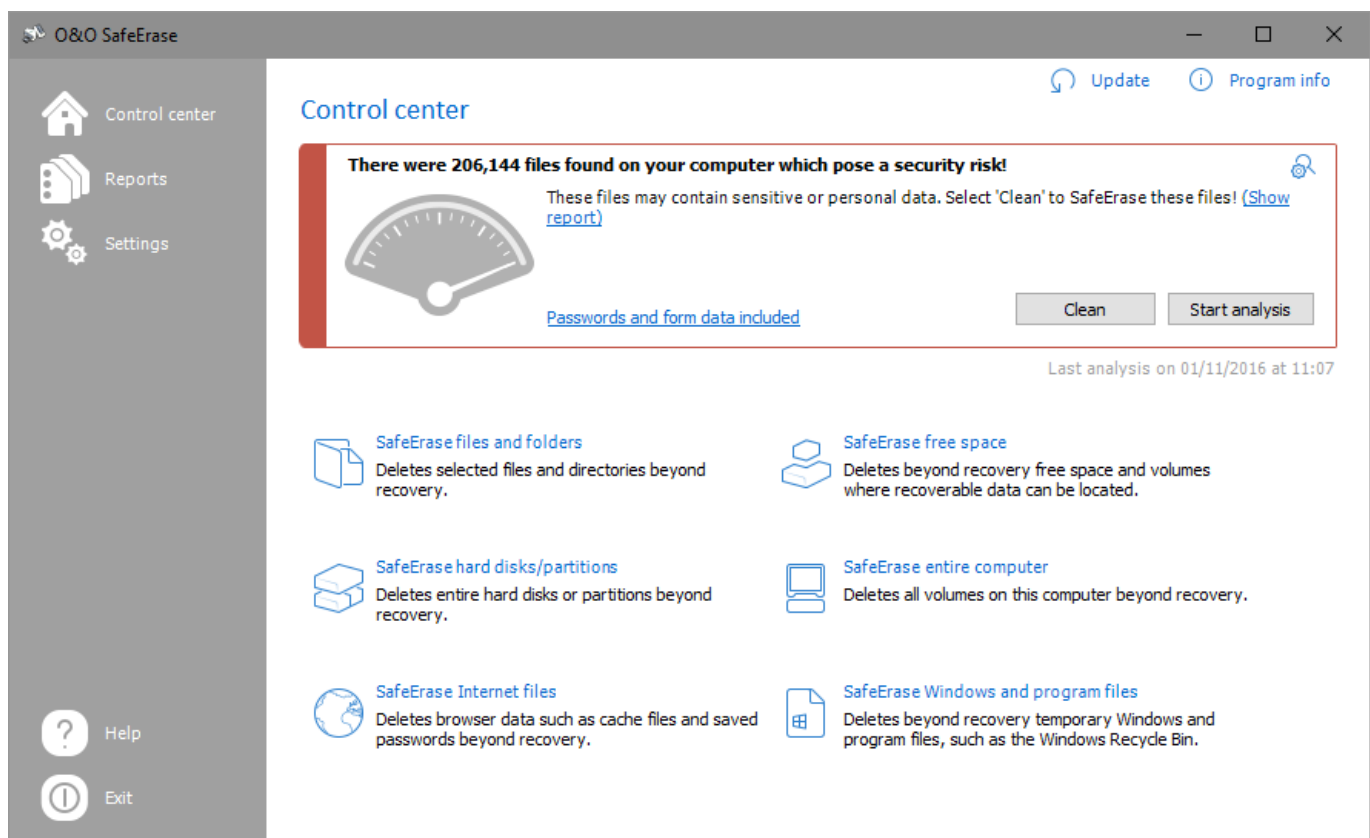 O&O SafeErase
Control center
Reports
Settings
Help
Exit
Update
Program info
Control center
There were 206,144 files found on your computer which pose a security risk!
These files may contain sensitive or personal data. Select 'Clean' to SafeErase these files! (Show
report)
Passwords and form data included
Clean
Start analysis
Last analysis on 01/11/2016 at 11:07
SafeErase files and folders
Deletes selected files and directories beyond
recovery.
SafeErase free space
Deletes beyond recovery free space and volumes
where recoverable data can be located.
SafeErase hard disks/partitions
Deletes entire hard disks or partitions beyond
recovery.
SafeErase entire computer
Deletes all volumes on this computer beyond recovery.
SafeErase Internet files
Deletes browser data such as cache files and saved
passwords beyond recovery.
SafeErase Windows and program files
Deletes beyond recovery temporary Windows and
program files, such as the Windows Recycle Bin.